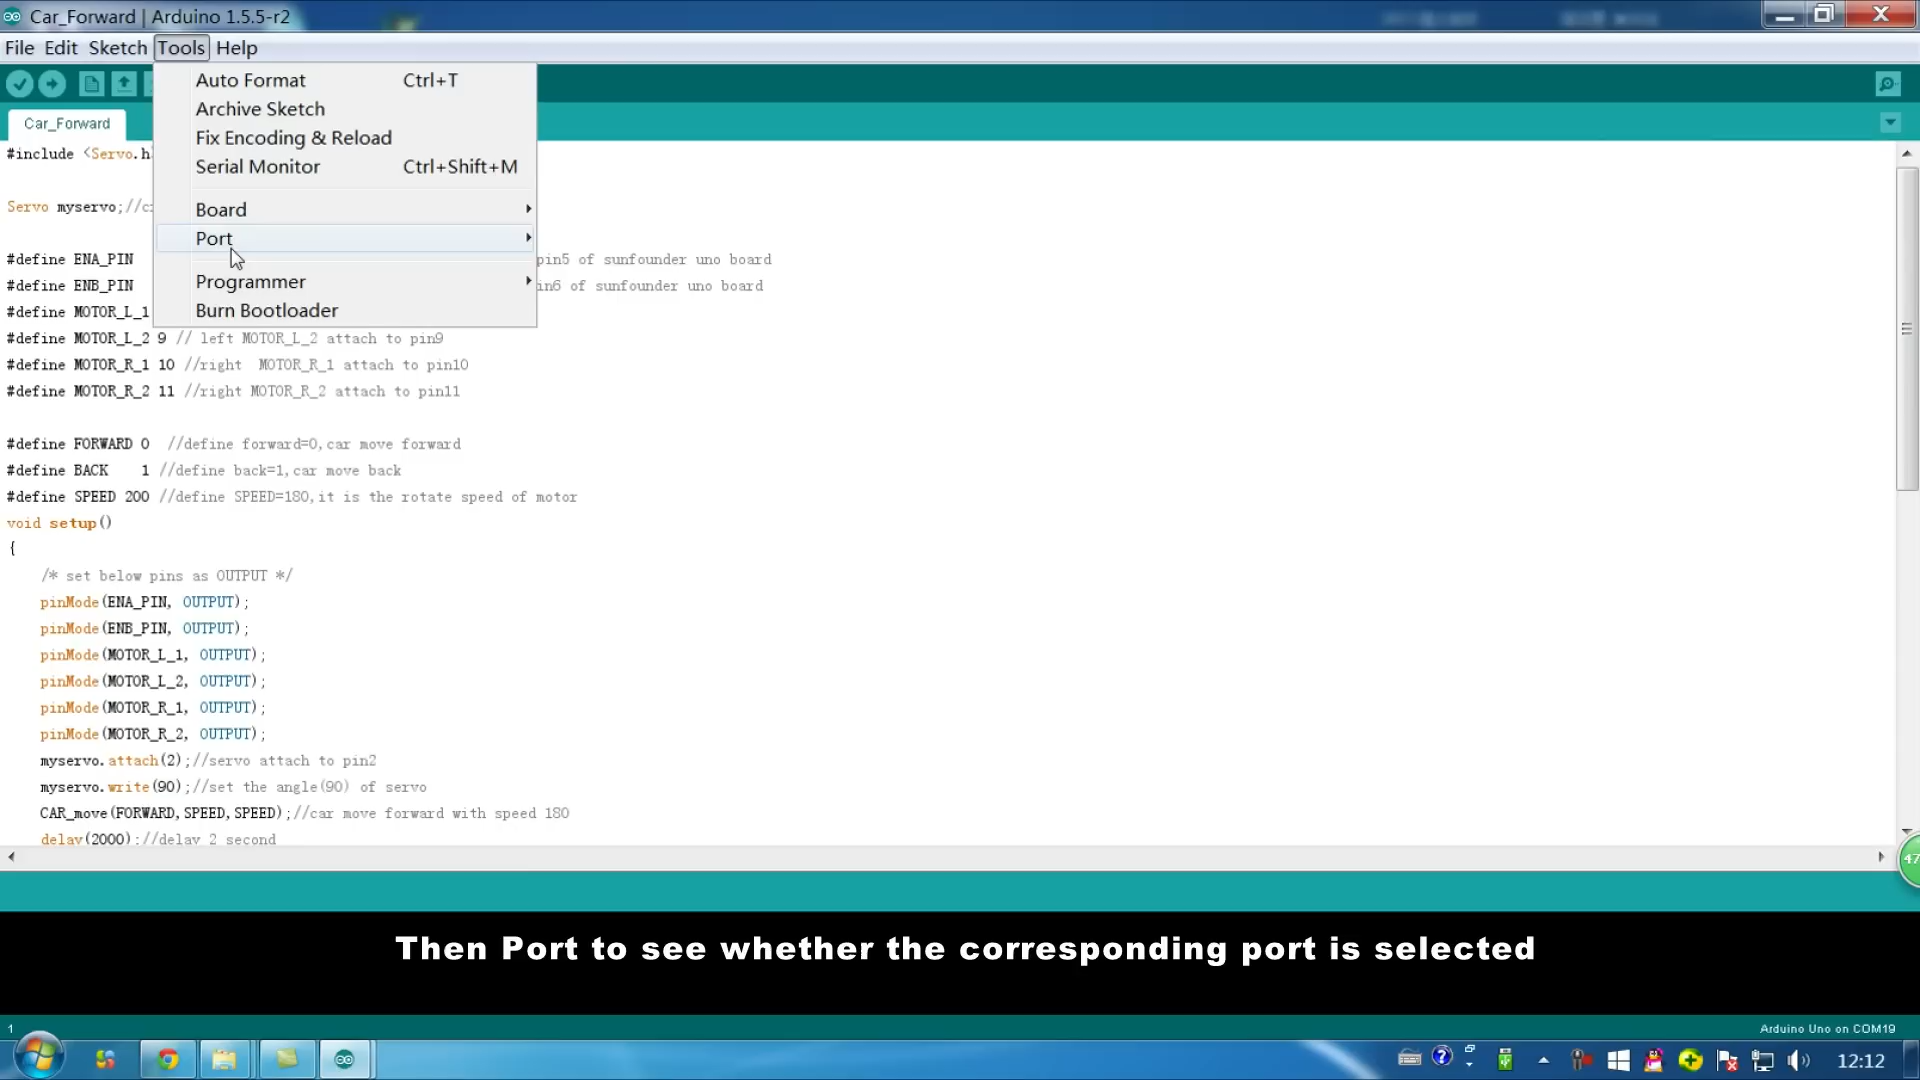 Car_Forward | Arduino 1.5.5-r2
File Edit Sketch Tools Help
Auto Format Ctrl+T
Archive Sketch
Fix Encoding & Reload
Serial Monitor Ctrl+Shift+M
Board
Port
Programmer
Burn Bootloader
Car_Forward
#include <Servo.h
Servo myservo;//c
#define ENA_PIN pin5 of sunfounder uno board
#define ENB_PIN in6 of sunfounder uno board
#define MOTOR_L_1
#define MOTOR_L_2 9 // left MOTOR_L_2 attach to pin9
#define MOTOR_R_1 10 //right  MOTOR_R_1 attach to pin10
#define MOTOR_R_2 11 //right MOTOR_R_2 attach to pin11
#define FORWARD 0  //define forward=0,car move forward
#define BACK    1 //define back=1,car move back
#define SPEED 200 //define SPEED=180,it is the rotate speed of motor
void setup()
{
/* set below pins as OUTPUT */
pinMode(ENA_PIN, OUTPUT);
pinMode(ENB_PIN, OUTPUT);
pinMode(MOTOR_L_1, OUTPUT);
pinMode(MOTOR_L_2, OUTPUT);
pinMode(MOTOR_R_1, OUTPUT);
pinMode(MOTOR_R_2, OUTPUT);
myservo.attach(2);//servo attach to pin2
myservo.write(90);//set the angle(90) of servo
CAR_move(FORWARD,SPEED,SPEED);//car move forward with speed 180
delay(2000);//delay 2 second
47
Then Port to see whether the corresponding port is selected
1
Arduino Uno on COM19
12:12